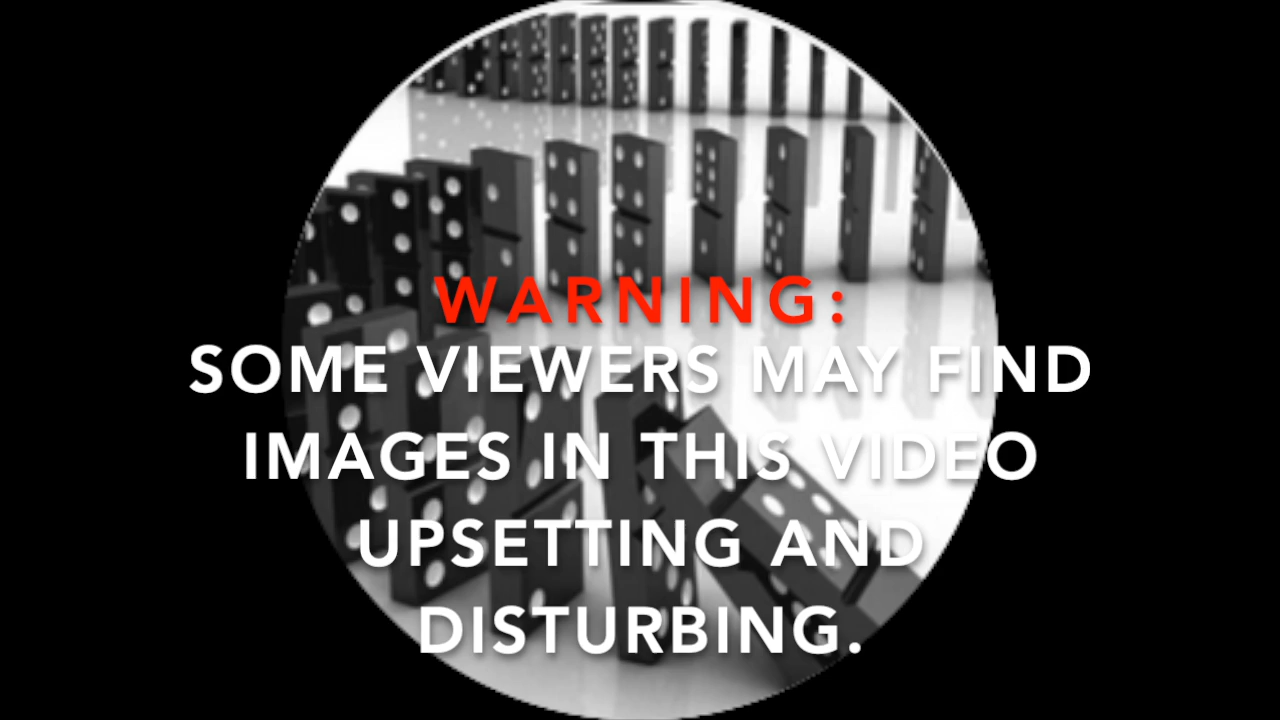 WARNING:
SOME VIEWERS MAY FIND
IMAGES IN THIS VIDEO
UPSETTING AND
DISTURBING.